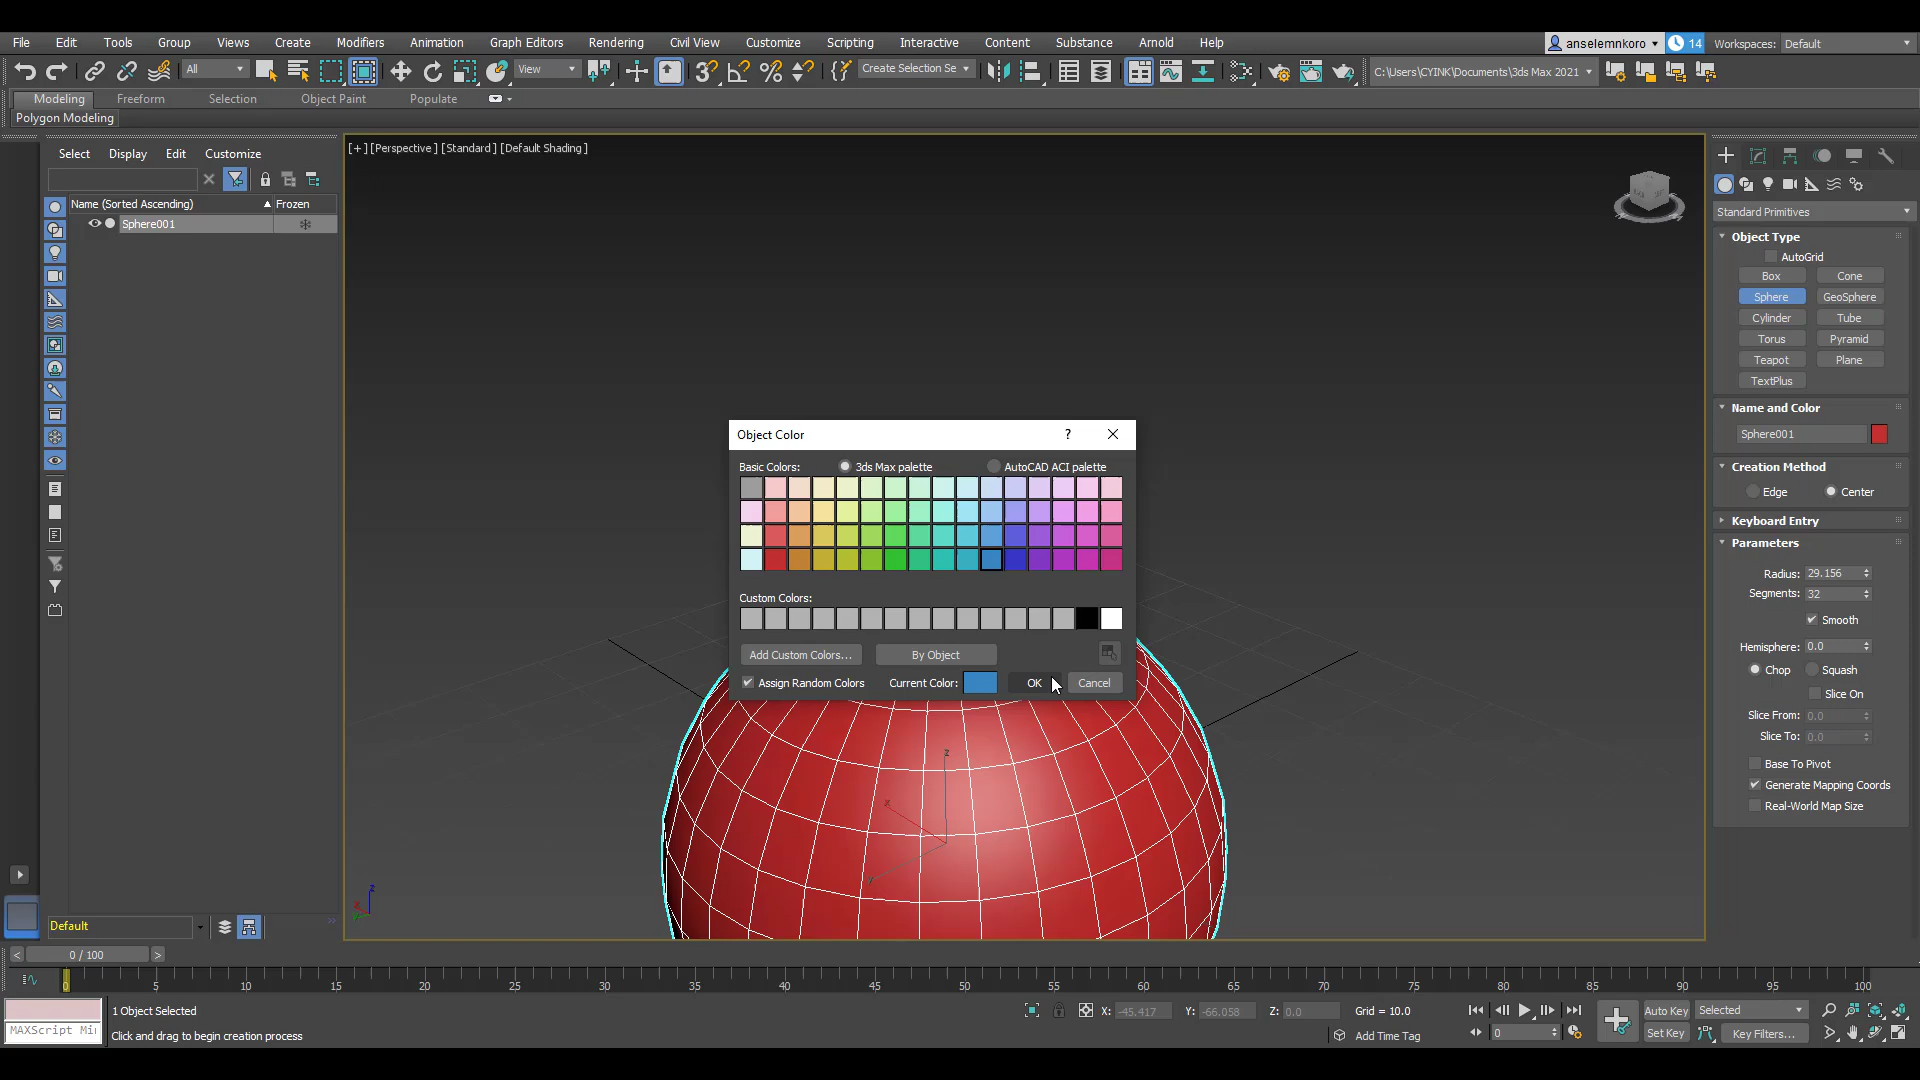 File Edit Tools Group Views Create Modifiers Animation Graph Editors Rendering Civil View Customize Scripting Interactive Content Substance Arnold Help anselemnkoro 14 Workspaces: Default
All View Create Selection Se C:\Users\CYINK\Documents\3ds Max 2021
Modeling Freeform Selection Object Paint Populate
Polygon Modeling
Select Display Edit Customize
Name (Sorted Ascending) Frozen
Sphere001
[+] [Perspective ] [Standard ] [Default Shading ]
Standard Primitives
Object Type
AutoGrid
Box Cone
Sphere GeoSphere
Cylinder Tube
Torus Pyramid
Teapot Plane
TextPlus
Name and Color
Sphere001
Creation Method
Edge Center
Keyboard Entry
Parameters
Radius: 29.156
Segments: 32
Smooth
Hemisphere: 0.0
Chop Squash
Slice On
Slice From: 0.0
Slice To: 0.0
Base To Pivot
Generate Mapping Coords
Real-World Map Size
Object Color ?
Basic Colors: 3ds Max palette AutoCAD ACI palette
Custom Colors:
Add Custom Colors... By Object
Assign Random Colors Current Color: OK Cancel
z
x
y
z
x
Default
< 0 / 100 >
0 5 10 15 20 25 30 35 40 45 50 55 60 65 70 75 80 85 90 95 100
1 Object Selected X: -45.417 Y: -66.058 Z: 0.0 Grid = 10.0 Auto Key Selected
MAXScript Mi Click and drag to begin creation process Add Time Tag 0 Set Key Key Filters...